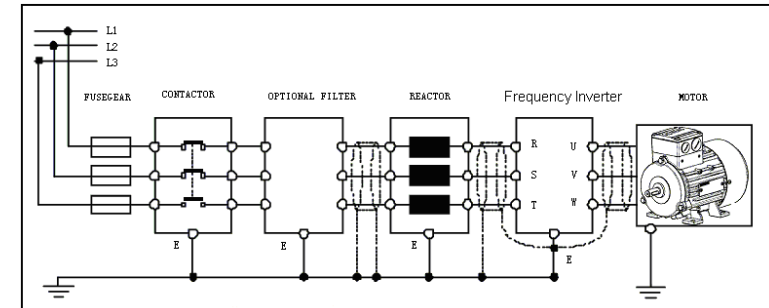 L1
L2
L3
FUSEGEAR CONTACTOR OPTIONAL FILTER REACTOR Frequency Inverter MOTOR
R U
S V
T W
E E E E